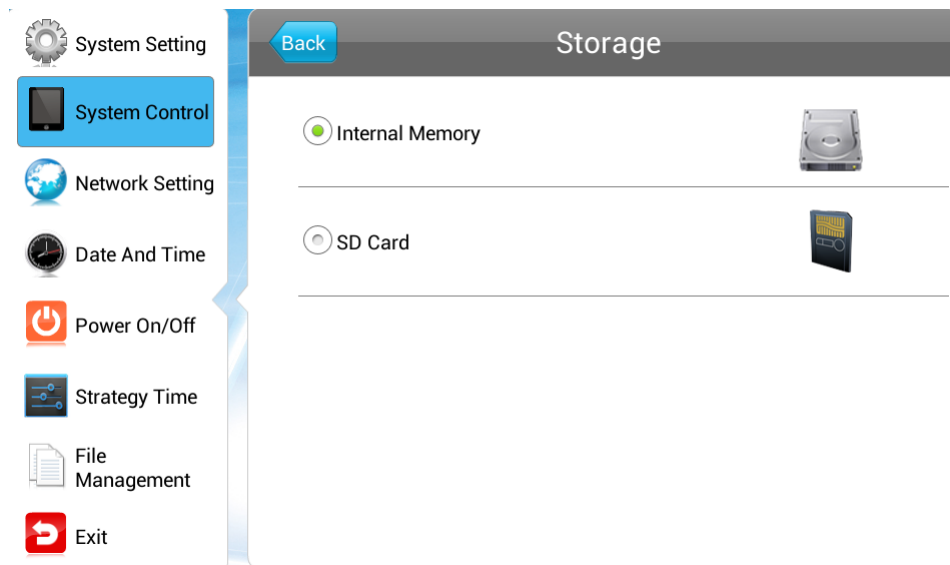 System Setting
System Control
Network Setting
Date And Time
Power On/Off
Strategy Time
File
Management
Exit
Back
Storage
Internal Memory
SD Card